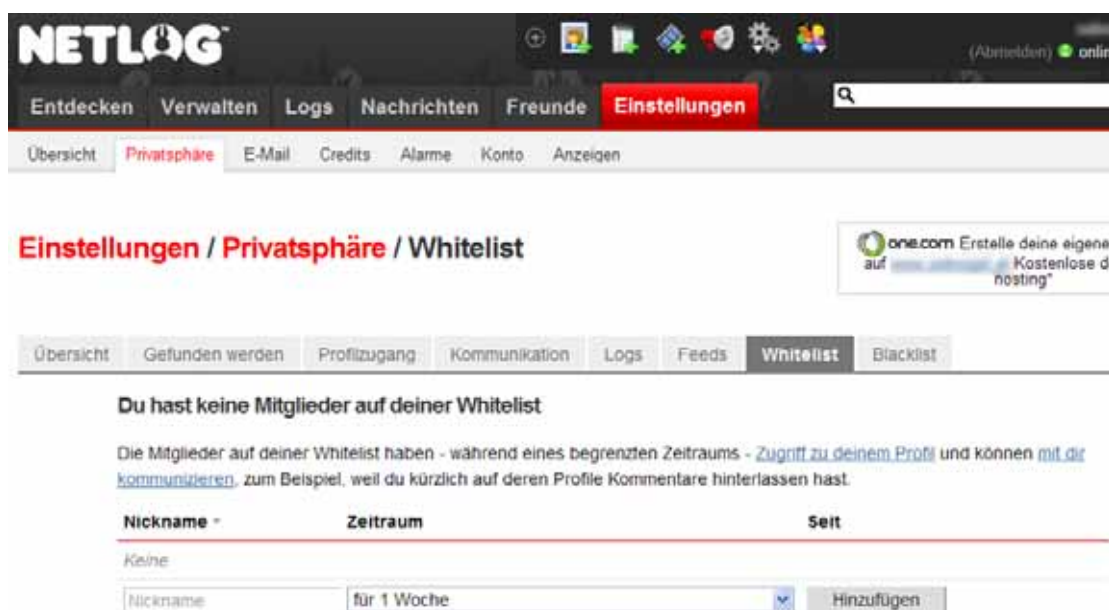 NETLOG
(Abmelden) onlin
Entdecken Verwalten Logs Nachrichten Freunde Einstellungen
Übersicht Privatsphäre E-Mail Credits Alarme Konto Anzeigen
Einstellungen / Privatsphäre / Whitelist
one.com Erstelle deine eigene
auf Kostenlose d
hosting"
Übersicht Gefunden werden Profilzugang Kommunikation Logs Feeds Whitelist Blacklist
Du hast keine Mitglieder auf deiner Whitelist
Die Mitglieder auf deiner Whitelist haben - während eines begrenzten Zeitraums - Zugriff zu deinem Profil und können mit dir
kommunizieren, zum Beispiel, weil du kürzlich auf deren Profile Kommentare hinterlassen hast.
Nickname Zeitraum Seit
Keine
Nickname für 1 Woche Hinzufügen